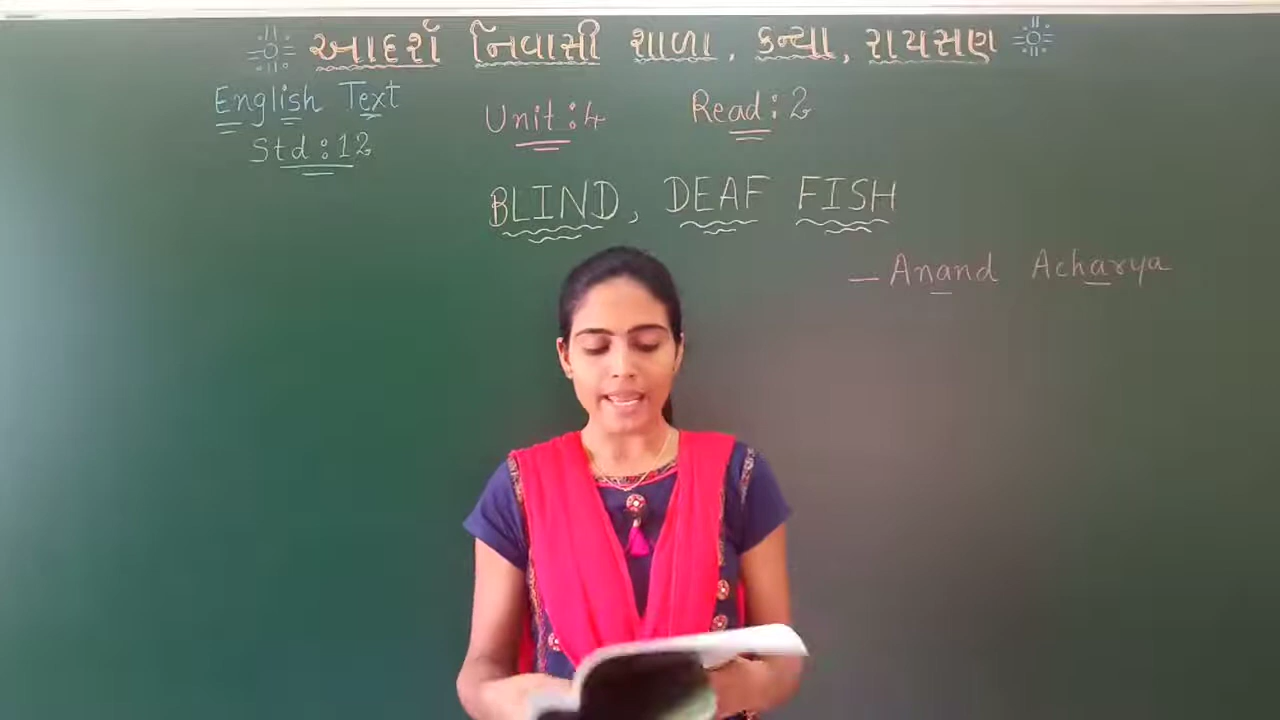 આદર્શ નિવાસી શાળા, કન્યા, રાયસણ
English Text Unit:4 Read:2
Std:12
BLIND, DEAF FISH
- Anand Acharya